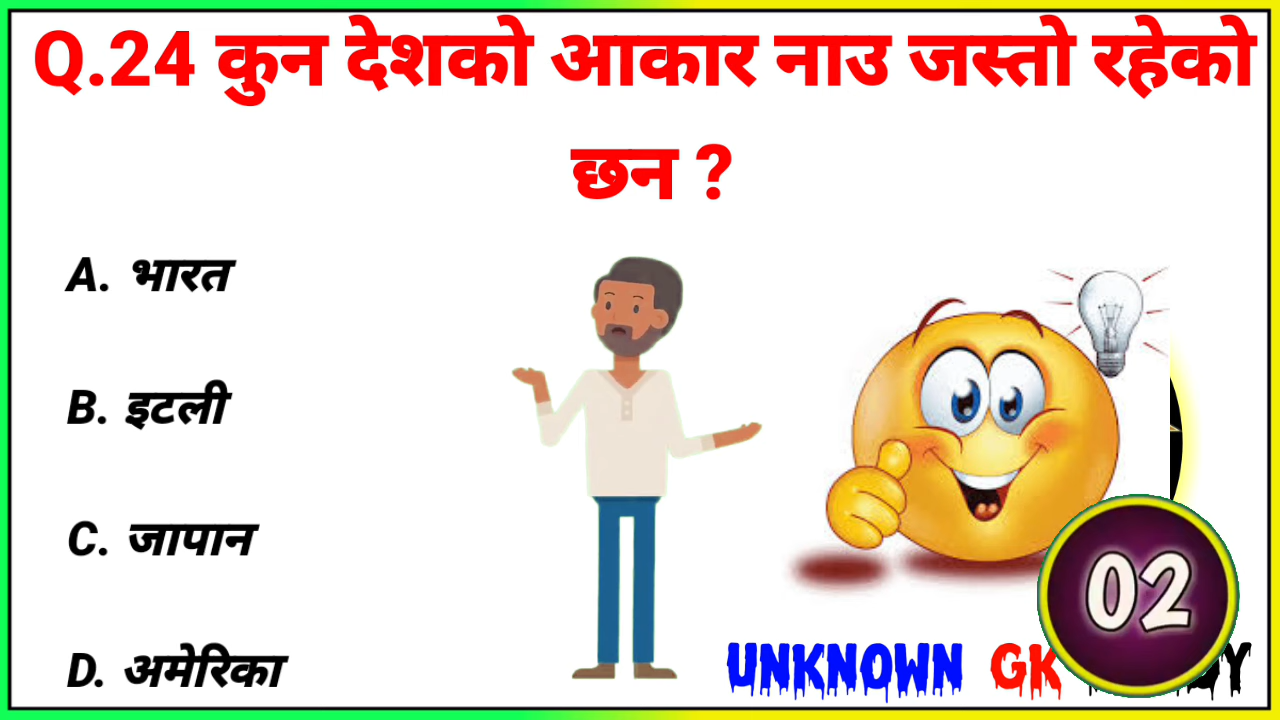 Q.24 कुन देशको आकार नाउ जस्तो रहेको
छन ?
A. भारत
B. इटली
C. जापान
D. अमेरिका
02
UNKNOWN GK